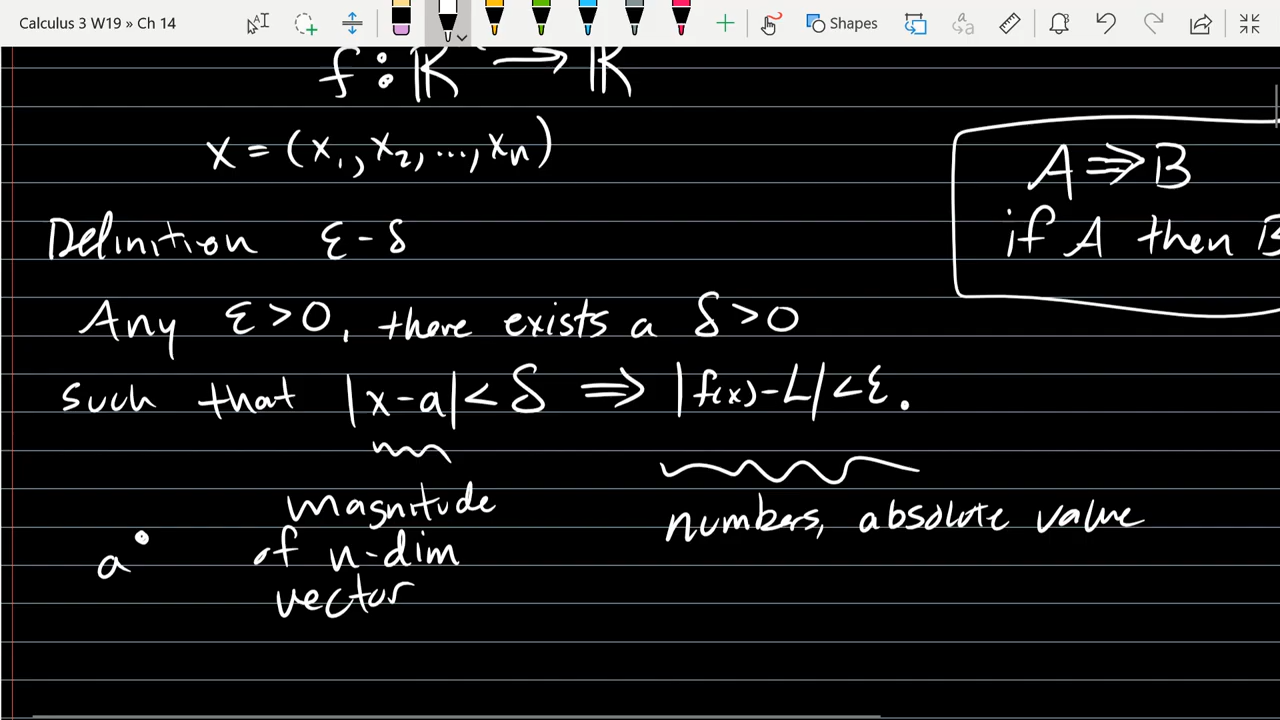 Calculus 3 W19 » Ch 14
Shapes
f : ℝ → ℝ
x = (x₁, x₂, ..., xₙ)
A ⇒ B
if A then B
Definition ε-δ
Any ε > 0, there exists a δ > 0
such that |x-a| < δ ⇒ |f(x)-L| < ε.
magnitude
of n-dim
vector
numbers, absolute value
a